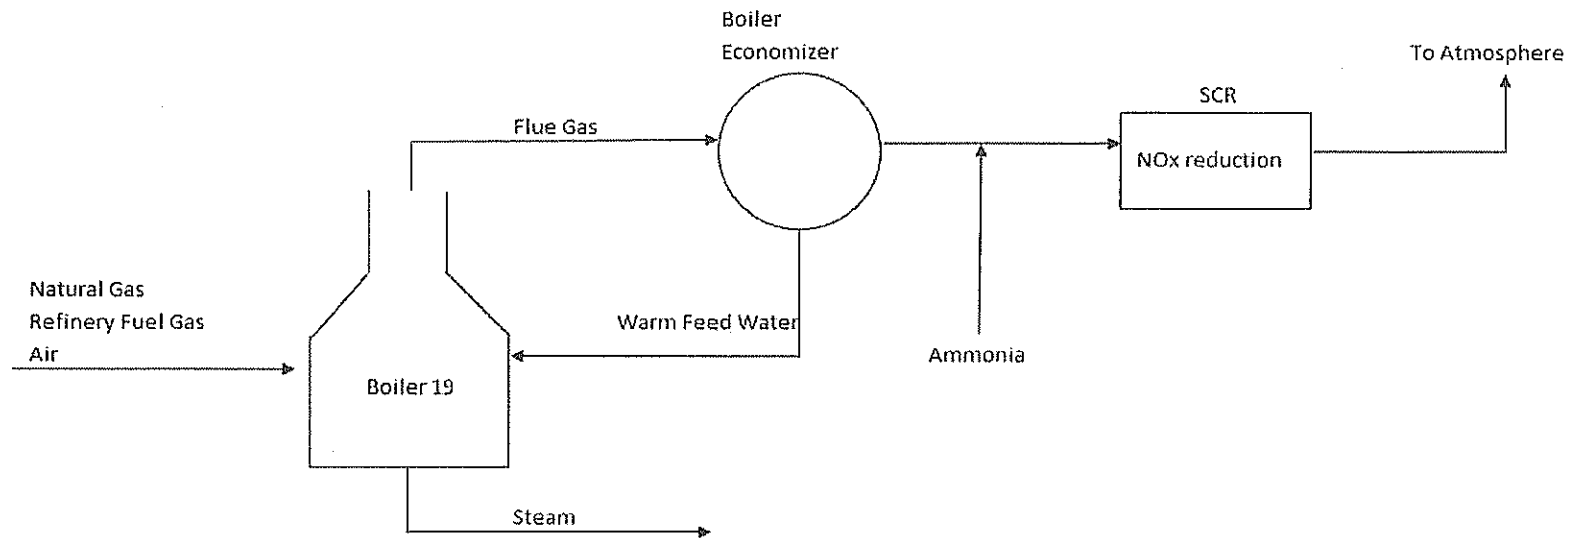 Boiler
Economizer
To Atmosphere
SCR
Flue Gas
NOx reduction
Natural Gas
Refinery Fuel Gas
Air
Warm Feed Water
Ammonia
Boiler 19
Steam